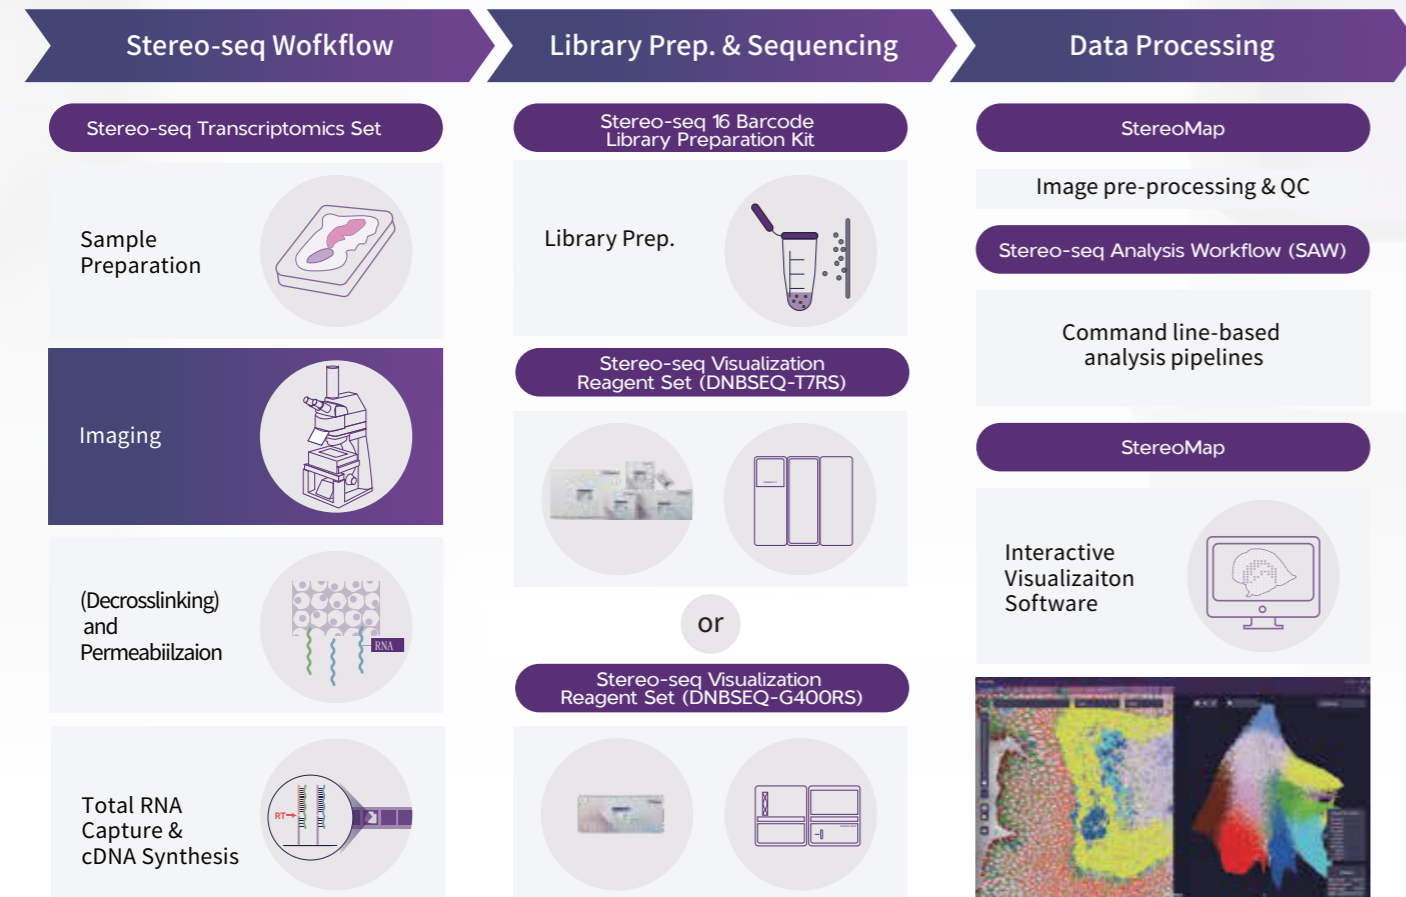 Stereo-seq Wofkflow
Library Prep. & Sequencing
Data Processing
Stereo-seq Transcriptomics Set
Sample
Preparation
Imaging
(Decrosslinking)
and
Permeabiilzaion
RNA
Total RNA
Capture &
cDNA Synthesis
RT
Stereo-seq 16 Barcode
Library Preparation Kit
Library Prep.
Stereo-seq Visualization
Reagent Set (DNBSEQ-T7RS)
or
Stereo-seq Visualization
Reagent Set (DNBSEQ-G400RS)
StereoMap
Image pre-processing & QC
Stereo-seq Analysis Workflow (SAW)
Command line-based
analysis pipelines
StereoMap
Interactive
Visualizaiton
Software